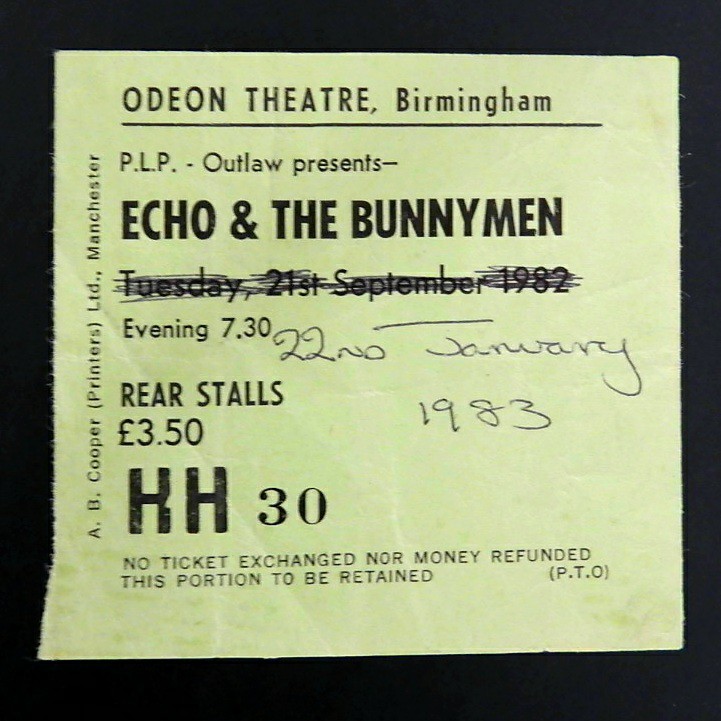 ODEON THEATRE, Birmingham
P.L.P. - Outlaw presents—
ECHO & THE BUNNYMEN
Tuesday, 21st September 1982
Evening 7.30
22ND January
1983
REAR STALLS
£3.50
HH 30
NO TICKET EXCHANGED NOR MONEY REFUNDED
THIS PORTION TO BE RETAINED (P.T.O)
A. B. Cooper (Printers) Ltd., Manchester